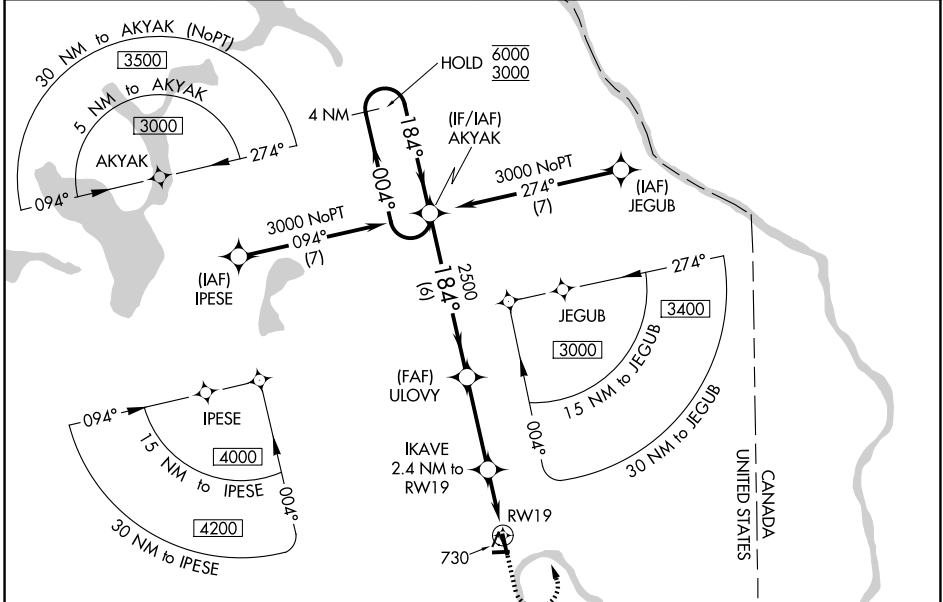 30 NM to AKYAK (NoPT)
3500
5 NM to AKYAK
3000
AKYAK
274°
094°
HOLD 6000
3000
4 NM
184°
004°
(IF/IAF)
AKYAK
3000 NoPT
274°
(7)
(IAF)
JEGUB
3000 NoPT
094°
(7)
(IAF)
IPESE
2500
184°
(6)
274°
JEGUB
3400
3000
15 NM to JEGUB
30 NM to JEGUB
004°
(FAF)
ULOVY
094°
IPESE
4000
15 NM to IPESE
004°
4200
30 NM to IPESE
IKAVE
2.4 NM to
RW19
RW19
730
CANADA
UNITED STATES